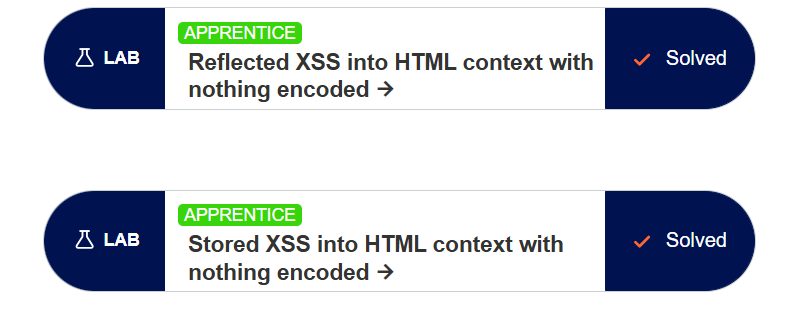 LAB
APPRENTICE
Reflected XSS into HTML context with
nothing encoded →
Solved
LAB
APPRENTICE
Stored XSS into HTML context with
nothing encoded →
Solved